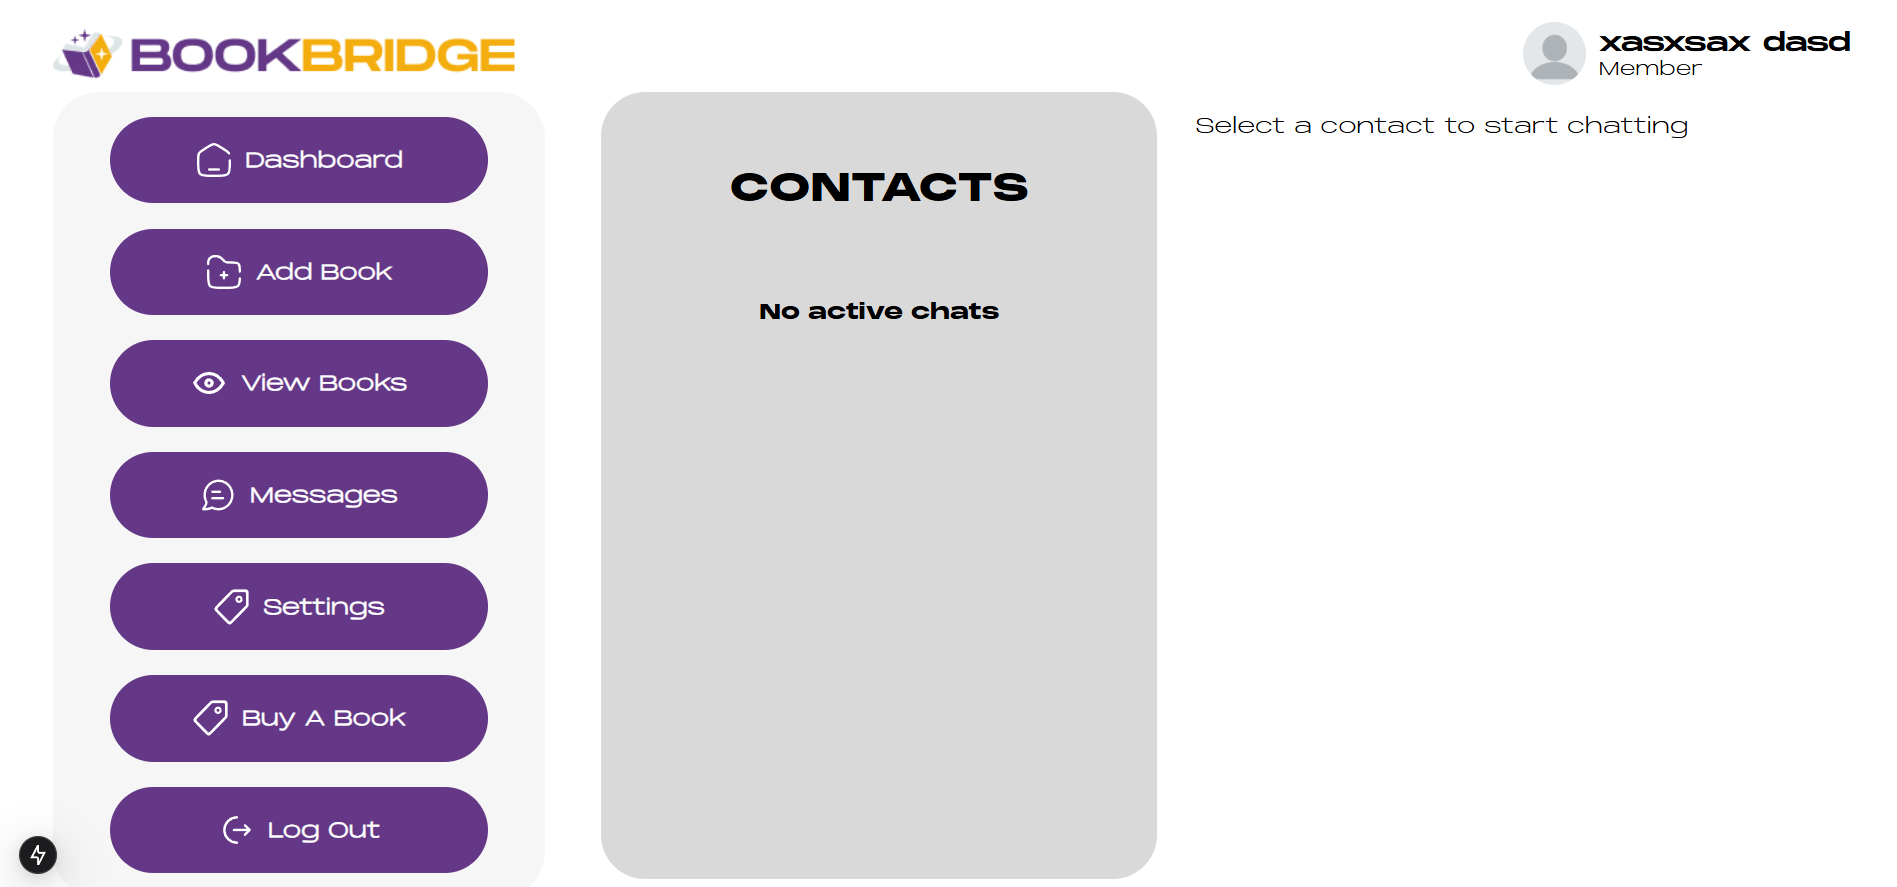 BOOKBRIDGE
xasxsax dasd
Member
Dashboard
Add Book
View Books
Messages
Settings
Buy A Book
Log Out
CONTACTS
No active chats
Select a contact to start chatting